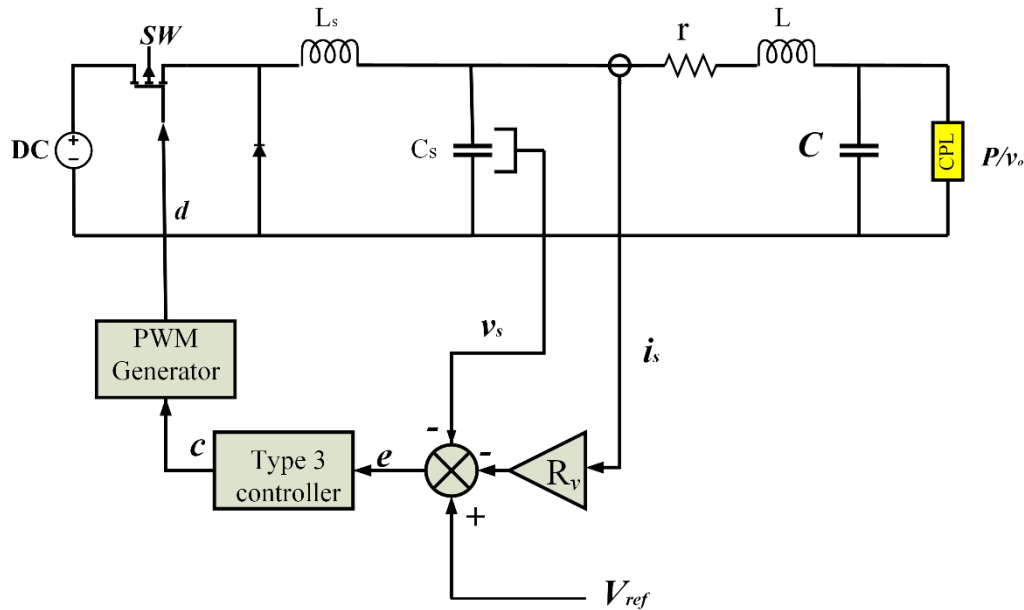 SW
Ls
r
L
DC
+
−
Cs
C
CPL
P/vo
d
PWM
Generator
vs
is
c
Type 3
controller
e
-
-
Rv
+
Vref